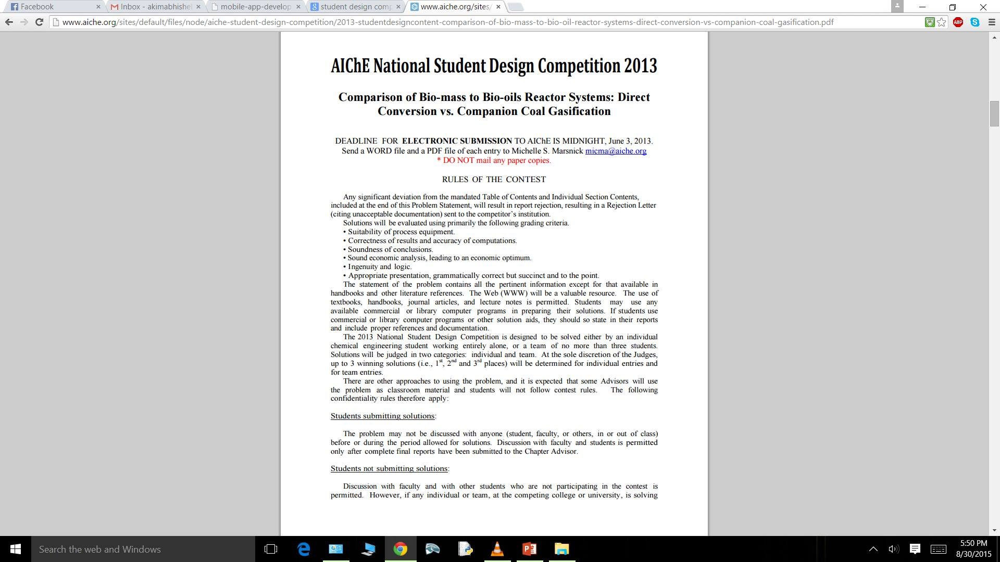 Facebook
Inbox - akimabhishek
mobile-app-develop
student design comp
www.aiche.org/sites/
www.aiche.org/sites/default/files/node/aiche-student-design-competition/2013-studentdesigncontent-comparison-of-bio-mass-to-bio-oil-reactor-systems-direct-conversion-vs-companion-coal-gasification.pdf
ABP
AIChE National Student Design Competition 2013
Comparison of Bio-mass to Bio-oils Reactor Systems: Direct
Conversion vs. Companion Coal Gasification
DEADLINE FOR ELECTRONIC SUBMISSION TO AIChE IS MIDNIGHT, June 3, 2013.
Send a WORD file and a PDF file of each entry to Michelle S. Marsnick micma@aiche.org
* DO NOT mail any paper copies.
RULES OF THE CONTEST
Any significant deviation from the mandated Table of Contents and Individual Section Contents,
included at the end of this Problem Statement, will result in report rejection, resulting in a Rejection Letter
(citing unacceptable documentation) sent to the competitor's institution.
Solutions will be evaluated using primarily the following grading criteria.
• Suitability of process equipment.
• Correctness of results and accuracy of computations.
• Soundness of conclusions.
• Sound economic analysis, leading to an economic optimum.
• Ingenuity and logic.
• Appropriate presentation, grammatically correct but succinct and to the point.
The statement of the problem contains all the pertinent information except for that available in
handbooks and other literature references. The Web (WWW) will be a valuable resource. The use of
textbooks, handbooks, journal articles, and lecture notes is permitted. Students may use any
available commercial or library computer programs in preparing their solutions. If students use
commercial or library computer programs or other solution aids, they should so state in their reports
and include proper references and documentation.
The 2013 National Student Design Competition is designed to be solved either by an individual
chemical engineering student working entirely alone, or a team of no more than three students.
Solutions will be judged in two categories: individual and team. At the sole discretion of the Judges,
up to 3 winning solutions (i.e., 1st, 2nd and 3rd places) will be determined for individual entries and
for team entries.
There are other approaches to using the problem, and it is expected that some Advisors will use
the problem as classroom material and students will not follow contest rules. The following
confidentiality rules therefore apply:
Students submitting solutions:
The problem may not be discussed with anyone (student, faculty, or others, in or out of class)
before or during the period allowed for solutions. Discussion with faculty and students is permitted
only after complete final reports have been submitted to the Chapter Advisor.
Students not submitting solutions:
Discussion with faculty and with other students who are not participating in the contest is
permitted. However, if any individual or team, at the competing college or university, is solving
Search the web and Windows
5:50 PM
8/30/2015